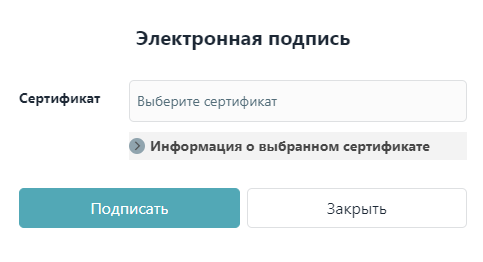 Электронная подпись
Сертификат
Выберите сертификат
Информация о выбранном сертификате
Подписать
Закрыть